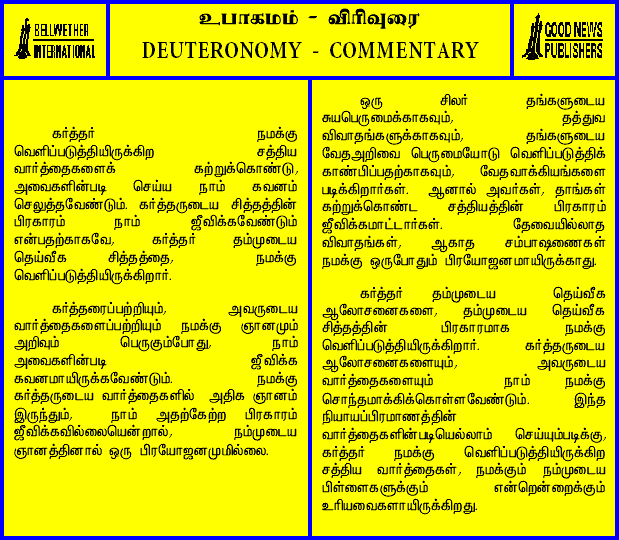 BELLWETHER
INTERNATIONAL
உபாகமம் - விரிவுரை
DEUTERONOMY - COMMENTARY
GOOD NEWS
PUBLISHERS
கர்த்தர் நமக்கு
வெளிப்படுத்தியிருக்கிற சத்திய
வார்த்தைகளைக் கற்றுக்கொண்டு,
அவைகளின்படி செய்ய நாம் கவனம்
செலுத்தவேண்டும். கர்த்தருடைய சித்தத்தின்
பிரகாரம் நாம் ஜீவிக்கவேண்டும்
என்பதற்காகவே, கர்த்தர் தம்முடைய
தெய்வீக சித்தத்தை, நமக்கு
வெளிப்படுத்தியிருக்கிறார்.
கர்த்தரைப்பற்றியும், அவருடைய
வார்த்தைகளைப்பற்றியும் நமக்கு ஞானமும்
அறிவும் பெருகும்போது, நாம்
அவைகளின்படி ஜீவிக்க
கவனமாயிருக்கவேண்டும். நமக்கு
கர்த்தருடைய வார்த்தைகளில் அதிக ஞானம்
இருந்தும், நாம் அதற்கேற்ற பிரகாரம்
ஜீவிக்கவில்லையென்றால், நம்முடைய
ஞானத்தினால் ஒரு பிரயோஜனமுமில்லை.
ஒரு சிலர் தங்களுடைய
சுயபெருமைக்காகவும், தத்துவ
விவாதங்களுக்காகவும், தங்களுடைய
வேதஅறிவை பெருமையோடு வெளிப்படுத்திக்
காண்பிப்பதற்காகவும், வேதவாக்கியங்களை
படிக்கிறார்கள். ஆனால் அவர்கள், தாங்கள்
கற்றுக்கொண்ட சத்தியத்தின் பிரகாரம்
ஜீவிக்கமாட்டார்கள். தேவையில்லாத
விவாதங்கள், ஆகாத சம்பாஷணைகள்
நமக்கு ஒருபோதும் பிரயோஜனமாயிருக்காது.
கர்த்தர் தம்முடைய தெய்வீக
ஆலோசனைகளை, தம்முடைய தெய்வீக
சித்தத்தின் பிரகாரமாக நமக்கு
வெளிப்படுத்தியிருக்கிறார். கர்த்தருடைய
ஆலோசனைகளையும், அவருடைய
வார்த்தைகளையும் நாம் நமக்கு
சொந்தமாக்கிக்கொள்ளவேண்டும். இந்த
நியாயப்பிரமாணத்தின்
வார்த்தைகளின்படியெல்லாம் செய்யும்படிக்கு,
கர்த்தர் நமக்கு வெளிப்படுத்தியிருக்கிற
சத்திய வார்த்தைகள், நமக்கும் நம்முடைய
பிள்ளைகளுக்கும் என்றென்றைக்கும்
உரியவைகளாயிருக்கிறது.